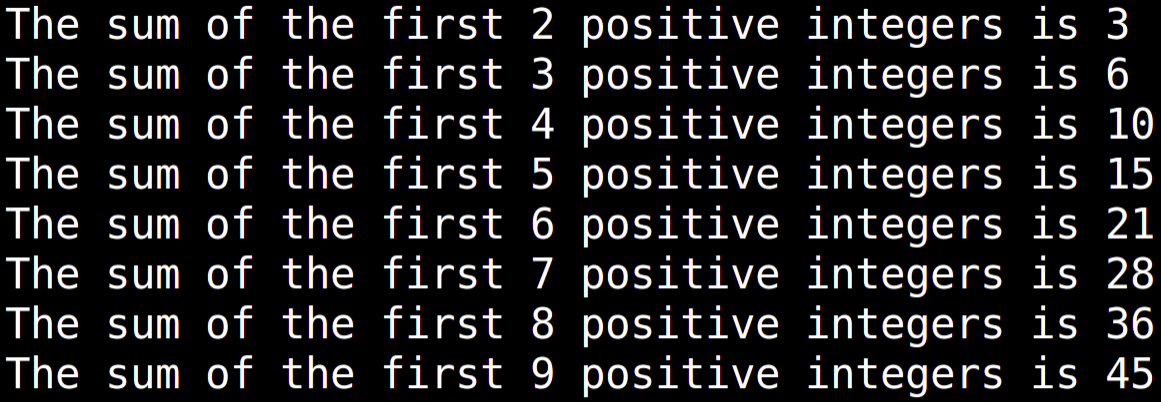 The sum of the first 2 positive integers is 3
The sum of the first 3 positive integers is 6
The sum of the first 4 positive integers is 10
The sum of the first 5 positive integers is 15
The sum of the first 6 positive integers is 21
The sum of the first 7 positive integers is 28
The sum of the first 8 positive integers is 36
The sum of the first 9 positive integers is 45